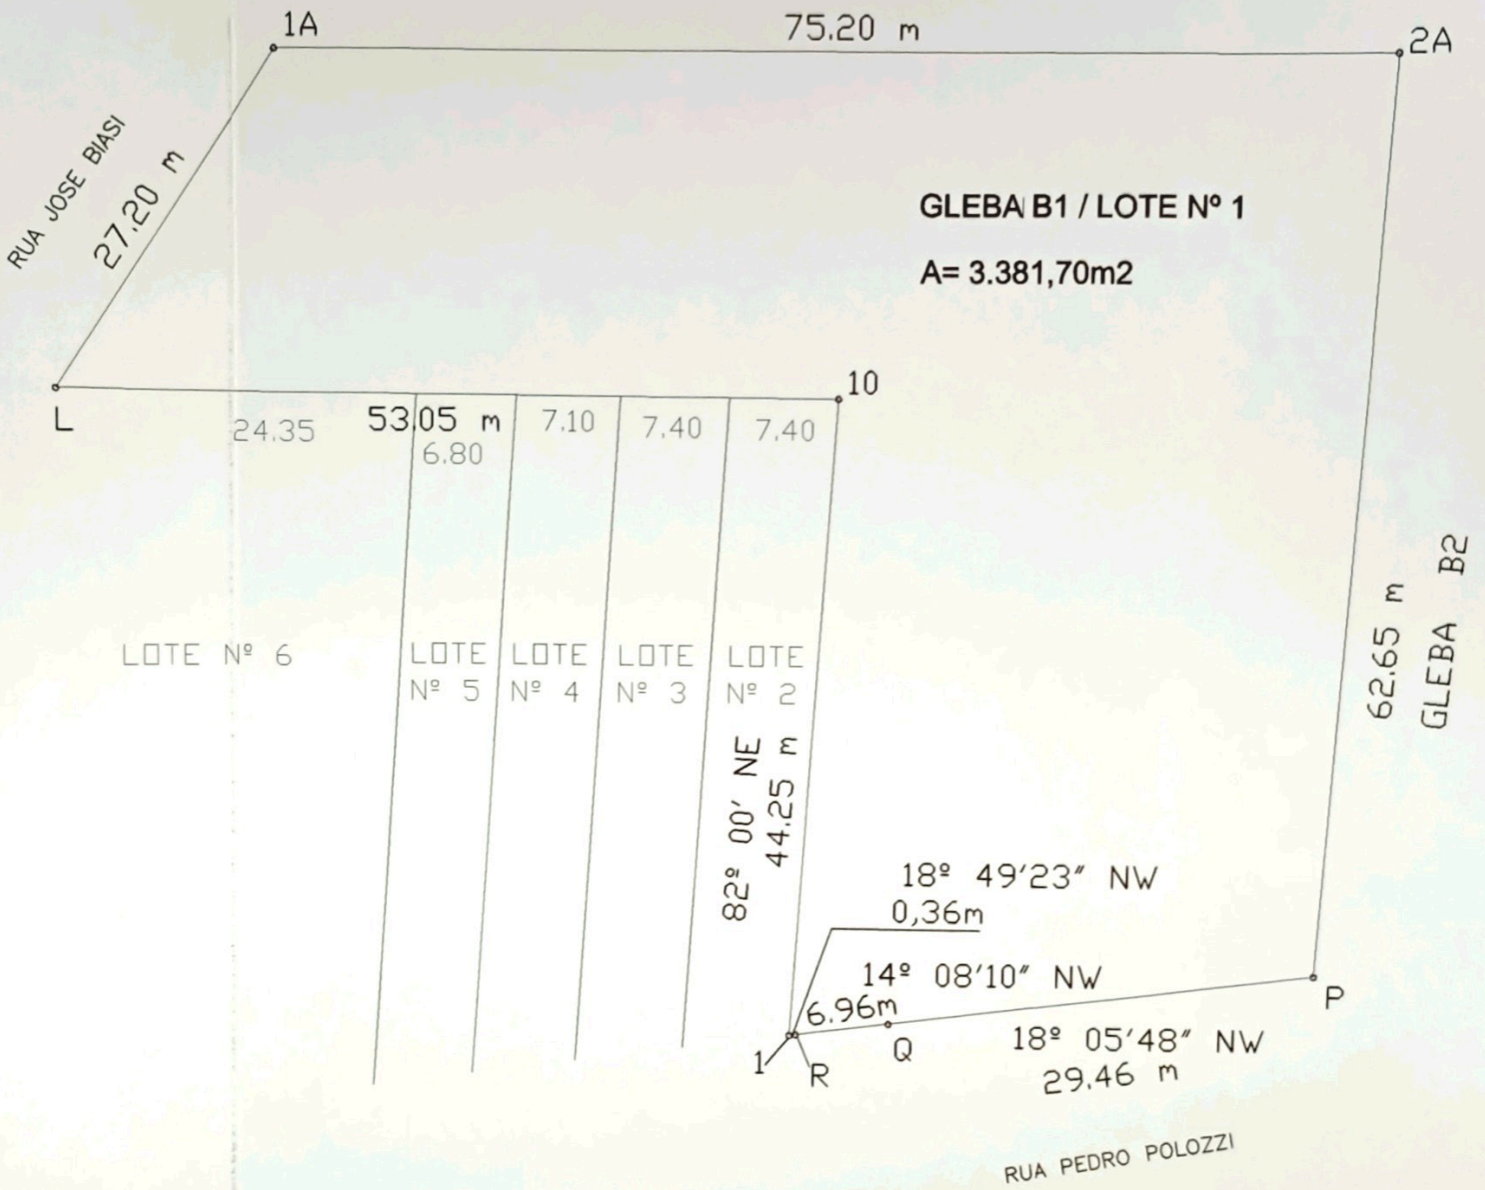 1A
75.20 m
2A
RUA JOSE BIASI
27.20 m
GLEBA B1 / LOTE Nº 1
A= 3.381,70m2
L
10
24.35
53.05 m
6.80
7.10
7.40
7.40
62.65 m
GLEBA B2
LOTE Nº 6
LOTE
Nº 5
LOTE
Nº 4
LOTE
Nº 3
LOTE
Nº 2
82º 00' NE
44.25 m
18º 49'23" NW
0,36m
14º 08'10" NW
6.96m
P
1
R
Q
18º 05'48" NW
29.46 m
RUA PEDRO POLOZZI